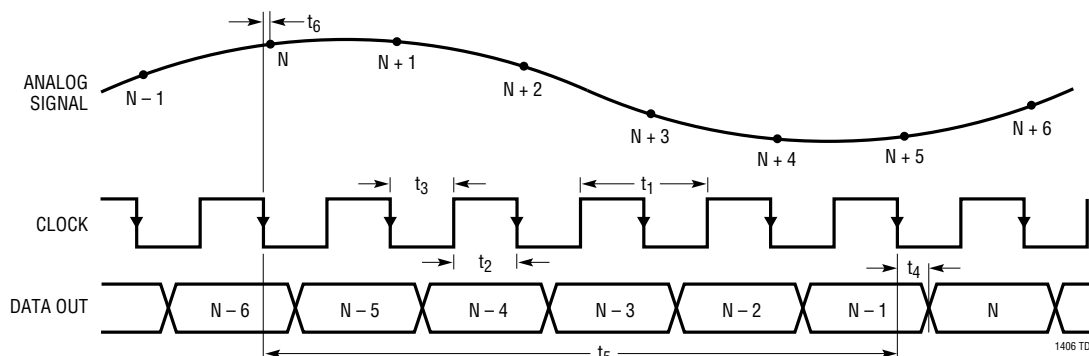 t6
N
N + 1
N – 1
N + 2
ANALOG
SIGNAL
N + 3
N + 4
N + 5
N + 6
t3
t1
CLOCK
t2
t4
DATA OUT
N – 6
N – 5
N – 4
N – 3
N – 2
N – 1
N
t5
1406 TD